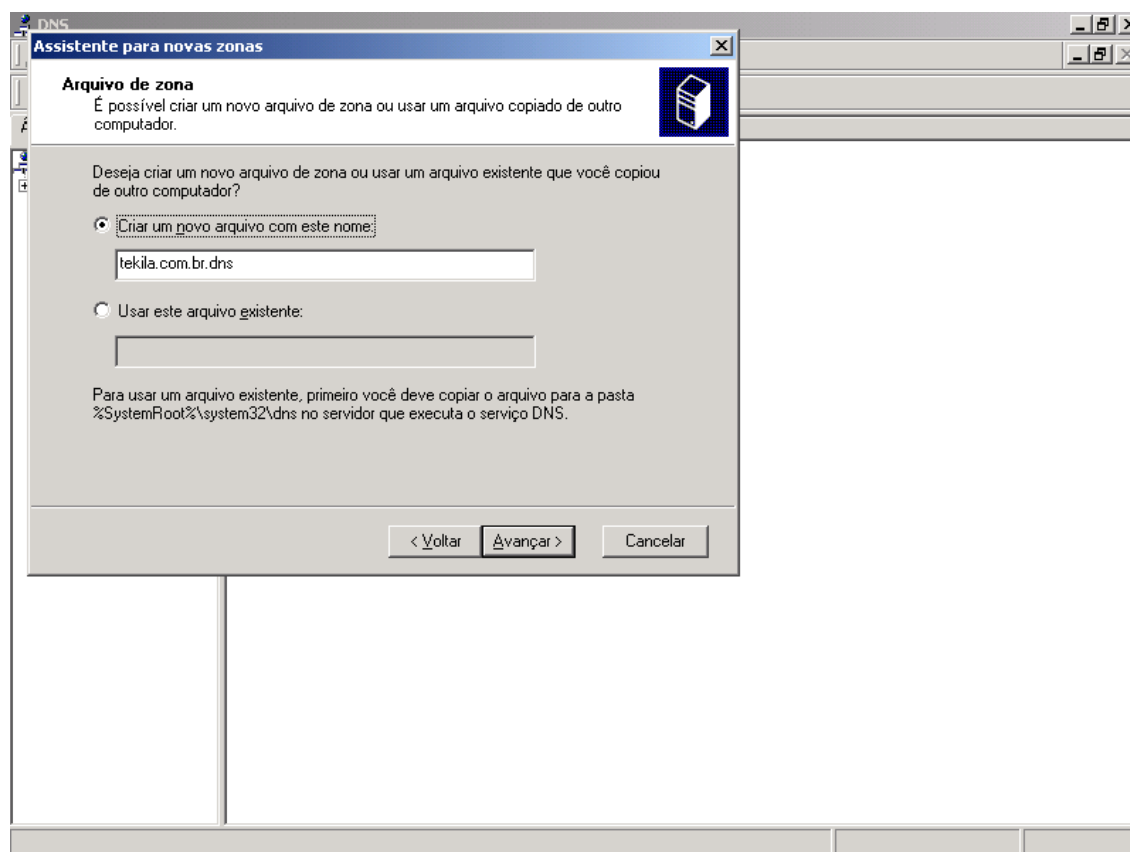 DNS
Assistente para novas zonas
Arquivo de zona
É possível criar um novo arquivo de zona ou usar um arquivo copiado de outro
computador.
Deseja criar um novo arquivo de zona ou usar um arquivo existente que você copiou
de outro computador?
Criar um novo arquivo com este nome:
tekila.com.br.dns
Usar este arquivo existente:
Para usar um arquivo existente, primeiro você deve copiar o arquivo para a pasta
%SystemRoot%\system32\dns no servidor que executa o serviço DNS.
< Voltar Avançar > Cancelar